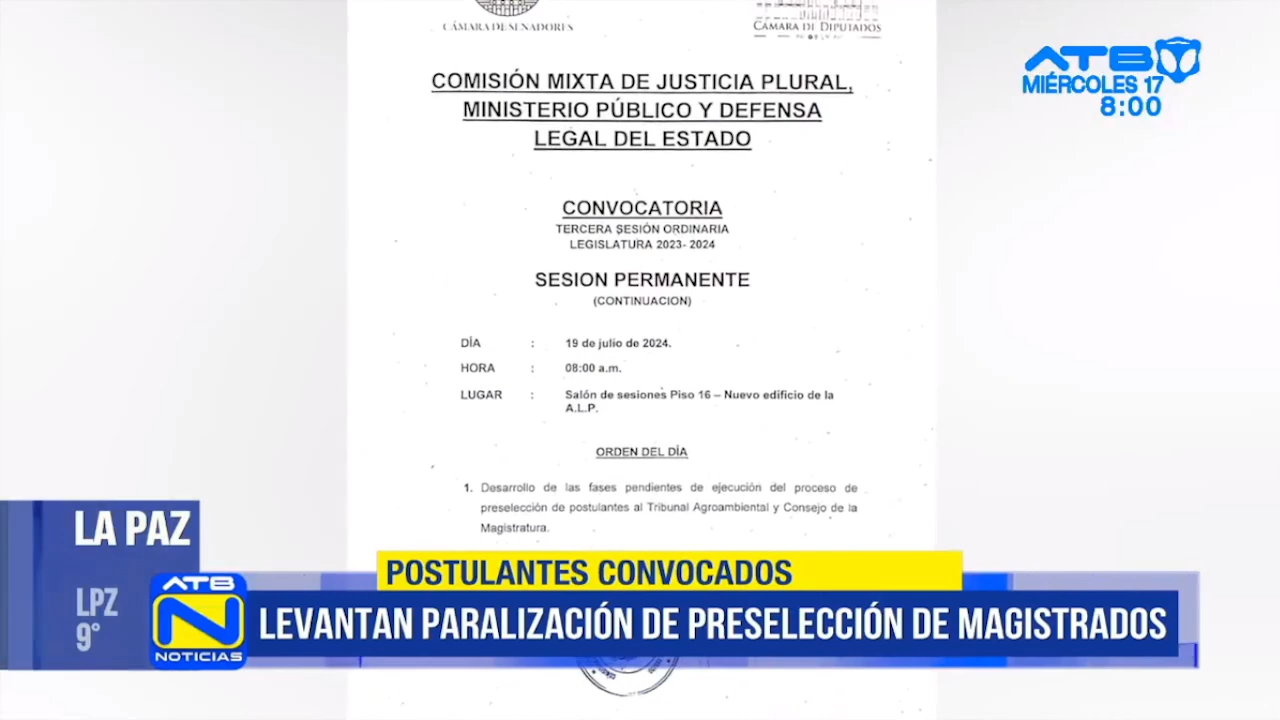 CÁMARA DE SENADORES
CÁMARA DE DIPUTADOS
COMISIÓN MIXTA DE JUSTICIA PLURAL,
MINISTERIO PÚBLICO Y DEFENSA
LEGAL DEL ESTADO
ATB
MIÉRCOLES 17
8:00
CONVOCATORIA
TERCERA SESIÓN ORDINARIA
LEGISLATURA 2023- 2024
SESION PERMANENTE
(CONTINUACION)
DÍA : 19 de julio de 2024.
HORA : 08:00 a.m.
LUGAR : Salón de sesiones Piso 16 – Nuevo edificio de la
A.L.P.
ORDEN DEL DÍA
1. Desarrollo de las fases pendientes de ejecución del proceso de
preselección de postulantes al Tribunal Agroambiental y Consejo de la
Magistratura.
LA PAZ
LPZ
9°
ATB
N
NOTICIAS
POSTULANTES CONVOCADOS
LEVANTAN PARALIZACIÓN DE PRESELECCIÓN DE MAGISTRADOS